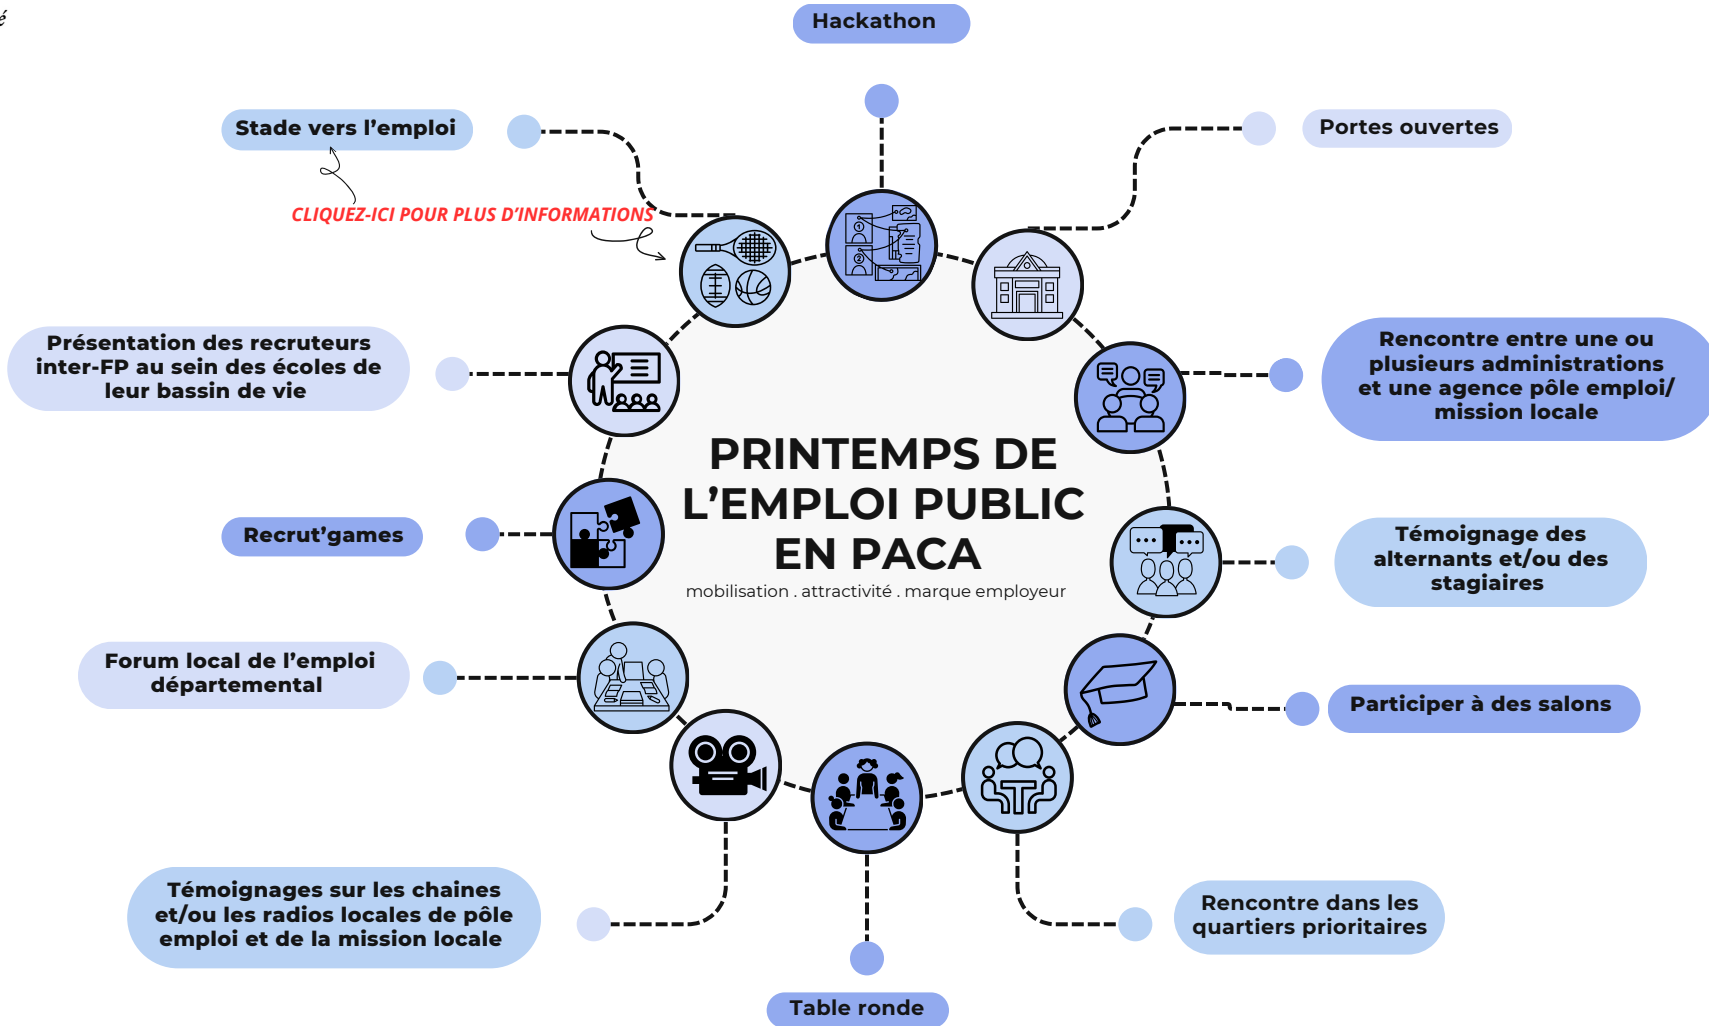 é
Hackathon
Stade vers l’emploi
Portes ouvertes
CLIQUEZ-ICI POUR PLUS D’INFORMATIONS
1
2
Présentation des recruteurs
inter-FP au sein des écoles de
leur bassin de vie
Rencontre entre une ou
plusieurs administrations
et une agence pôle emploi/
mission locale
PRINTEMPS DE
L’EMPLOI PUBLIC
EN PACA
mobilisation . attractivité . marque employeur
Recrut’games
Témoignage des
alternants et/ou des
stagiaires
Forum local de l’emploi
départemental
Participer à des salons
Témoignages sur les chaines
et/ou les radios locales de pôle
emploi et de la mission locale
Rencontre dans les
quartiers prioritaires
Table ronde